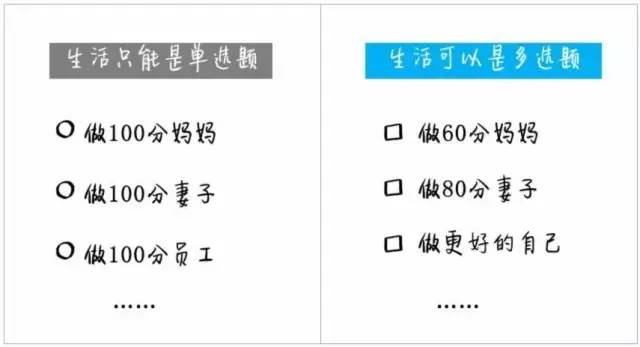 生活只能是单选题
做100分妈妈
做100分妻子
做100分员工
......
生活可以是多选题
做60分妈妈
做80分妻子
做更好的自己
......